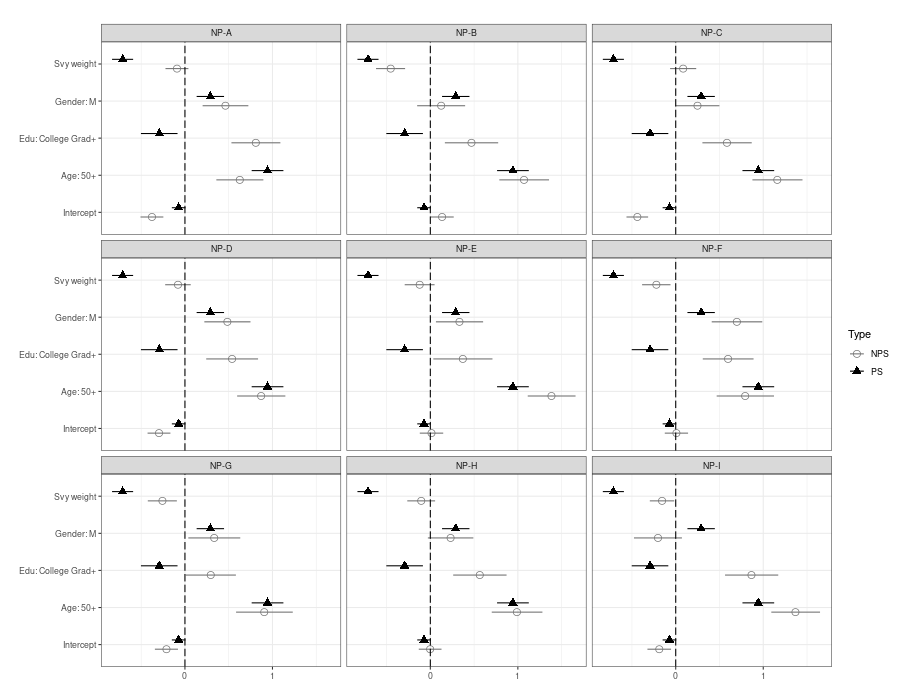 NP-A
NP-B
NP-C
Svy weight
Gender: M
Edu: College Grad+
Age: 50+
Intercept
NP-D
NP-E
NP-F
Svy weight
Gender: M
Edu: College Grad+
Age: 50+
Intercept
Type
NPS
PS
NP-G
NP-H
NP-I
Svy weight
Gender: M
Edu: College Grad+
Age: 50+
Intercept
0
1
0
1
0
1